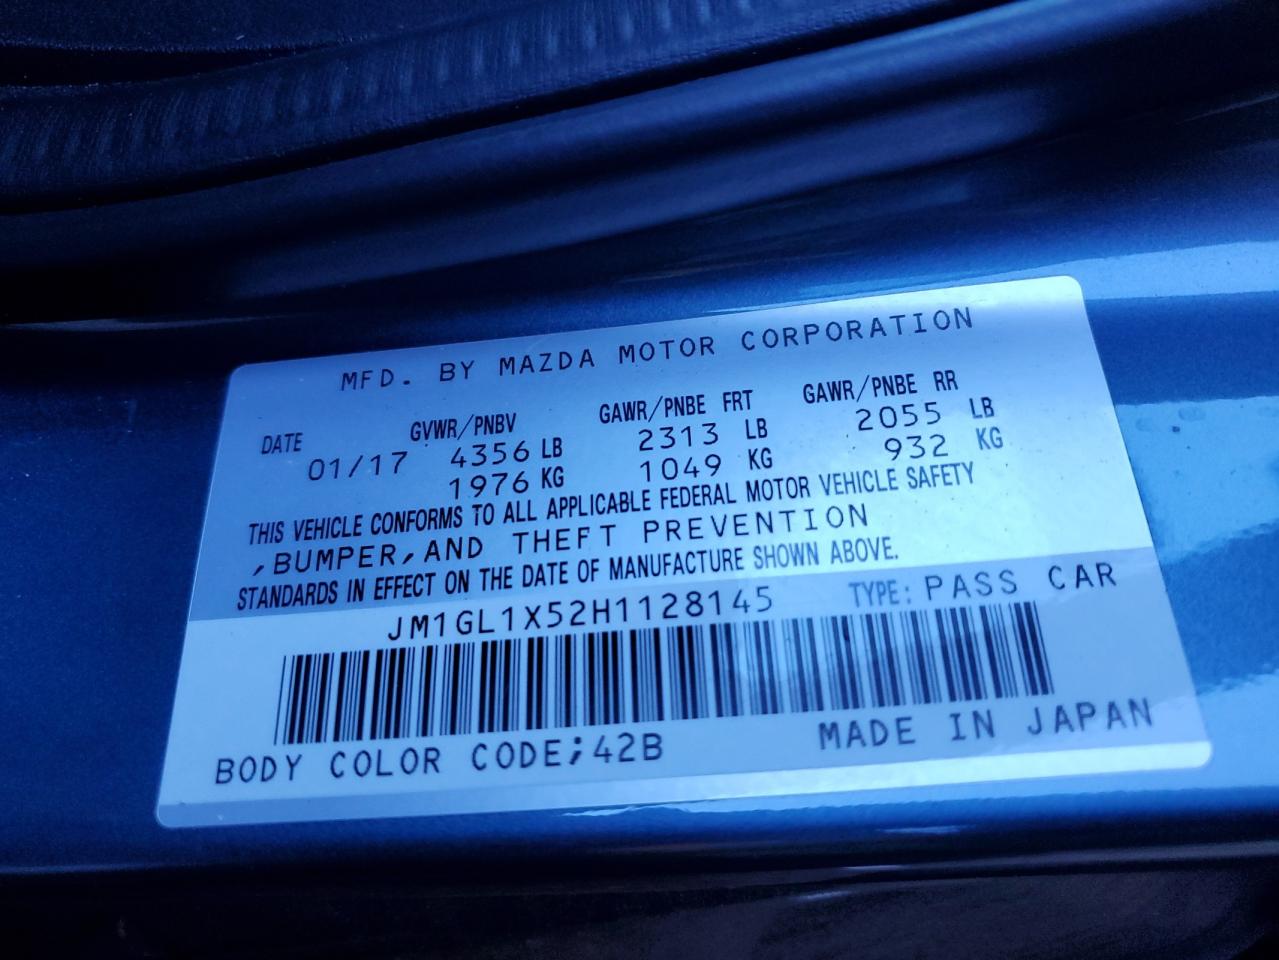 MFD. BY MAZDA MOTOR CORPORATION
DATE GVWR/PNBV GAWR/PNBE FRT GAWR/PNBE RR
01/17 4356 LB 2313 LB 2055 LB
1976 KG 1049 KG 932 KG
THIS VEHICLE CONFORMS TO ALL APPLICABLE FEDERAL MOTOR VEHICLE SAFETY
,BUMPER,AND THEFT PREVENTION
STANDARDS IN EFFECT ON THE DATE OF MANUFACTURE SHOWN ABOVE.
JM1GL1X52H1128145 TYPE: PASS CAR
BODY COLOR CODE;42B MADE IN JAPAN